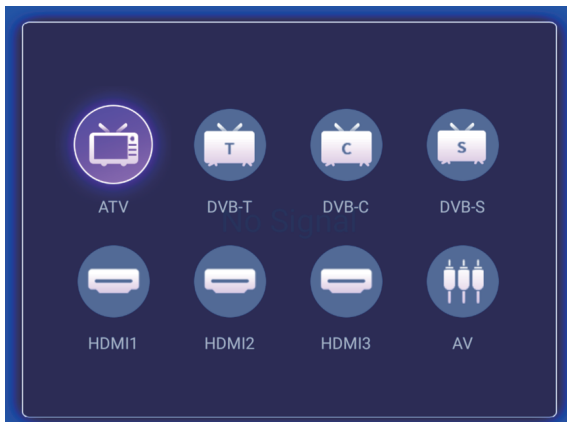 T
C
S
ATV
DVB-T
DVB-C
DVB-S
No Signal
HDMI1
HDMI2
HDMI3
AV